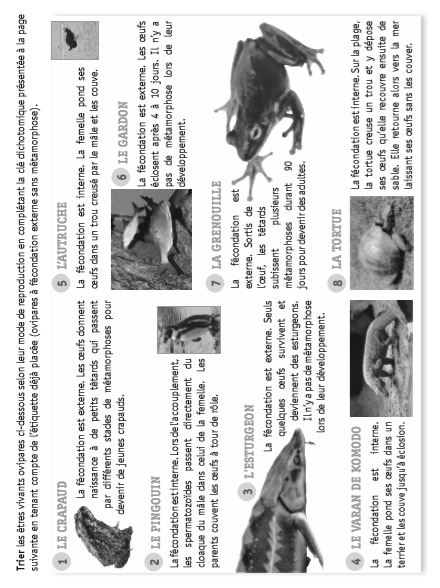 Trier les êtres vivants ovipares ci-dessous selon leur mode de reproduction en complétant la clé dichotomique présentée à la page
suivante en tenant compte de l'étiquette déjà placée (ovipares à fécondation externe sans métamorphose).
1 LE CRAPAUD
La fécondation est externe. Les œufs donnent
naissance à de petits têtards qui passent
par différents stades de métamorphoses pour
devenir de jeunes crapauds.
2 LE PINGOUIN
La fécondation est interne. Lors de l'accouplement,
les spermatozoïdes passent directement du
cloaque du mâle dans celui de la femelle. Les
parents couvent les œufs à tour de rôle.
3 L'ESTURGEON
La fécondation est externe. Seuls
quelques œufs survivent et
deviennent des esturgeons.
Il n'y a pas de métamorphose
lors de leur développement.
4 LE VARAN DE KOMODO
La fécondation est interne.
La femelle pond ses œufs dans un
terrier et les couve jusqu'à éclosion.
5 L'AUTRUCHE
La fécondation est interne. La femelle pond ses
œufs dans un trou creusé par le mâle et les couve.
6 LE GARDON
La fécondation est externe. Les œufs
éclosent après 4 à 10 jours. Il n'y a
pas de métamorphose lors de leur
développement.
7 LA GRENOUILLE
La fécondation est
externe. Sortis de
l'œuf, les têtards
subissent plusieurs
métamorphoses durant 90
jours pour devenir des adultes.
8 LA TORTUE
La fécondation est interne. Sur la plage,
la tortue creuse un trou et y dépose
ses œufs qu'elle recouvre ensuite de
sable. Elle retourne alors vers la mer
laissant ses œufs sans les couver.